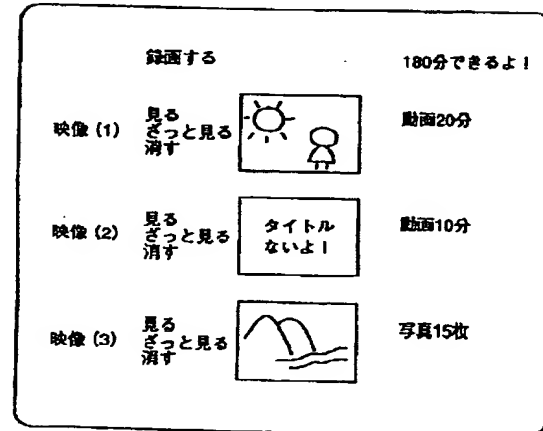 録画する 180分できるよ！
映像 (1) 見る 動画20分
ざっと見る
消す
映像 (2) 見る 動画10分
ざっと見る
消す
タイトル
ないよ！
映像 (3) 見る 写真15枚
ざっと見る
消す